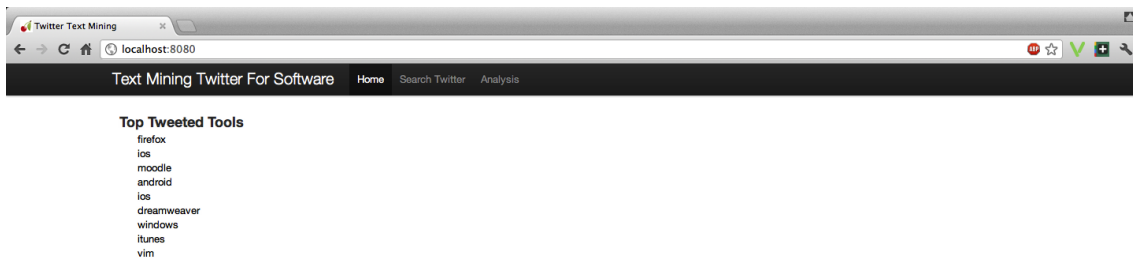 Twitter Text Mining
localhost:8080
ABP
Text Mining Twitter For Software Home Search Twitter Analysis
Top Tweeted Tools
firefox
ios
moodle
android
ios
dreamweaver
windows
itunes
vim